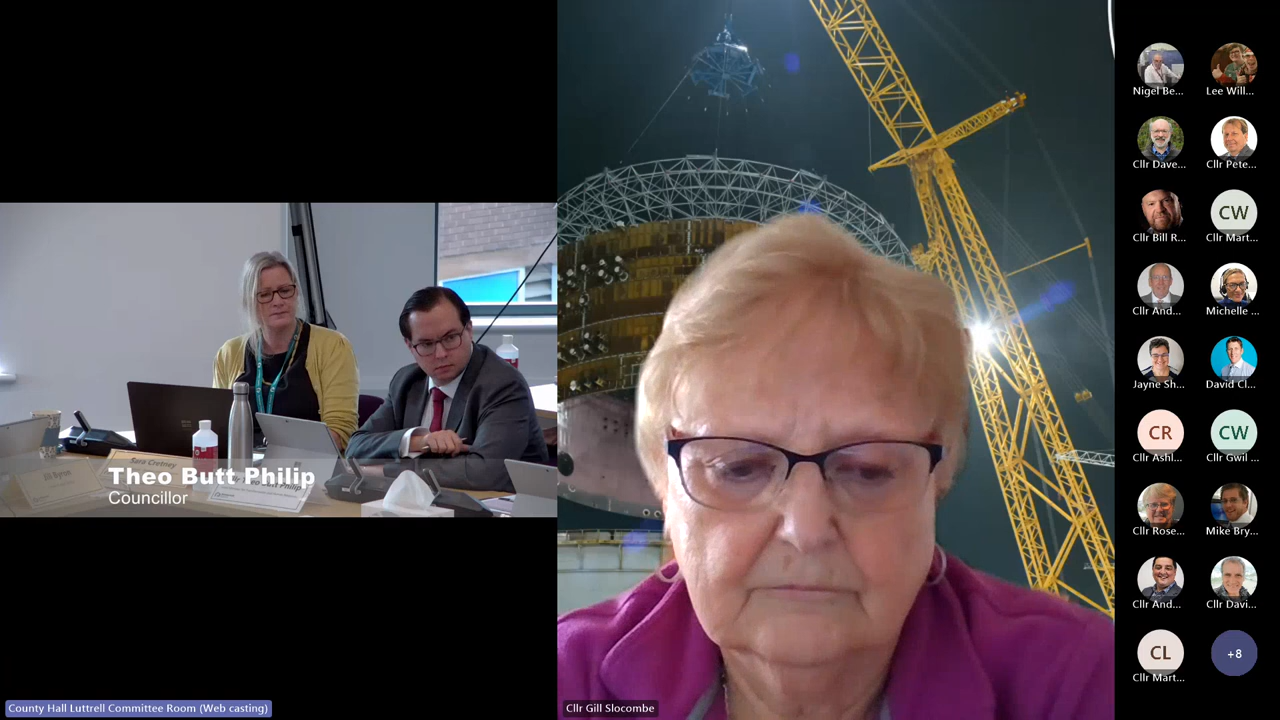 Sara Cretney
Theo Butt Philip
Councillor
County Hall Luttrell Committee Room (Web casting)
Cllr Gill Slocombe
Nigel Be...
Lee Will...
Cllr Dave...
Cllr Pete...
Cllr Bill R...
CW
Cllr Mart...
Cllr And...
Michelle ...
Jayne Sh...
David Cl...
CR
Cllr Ashl...
CW
Cllr Gwil ...
Cllr Rose...
Mike Bry...
Cllr And...
Cllr Davi...
CL
Cllr Mart...
+8